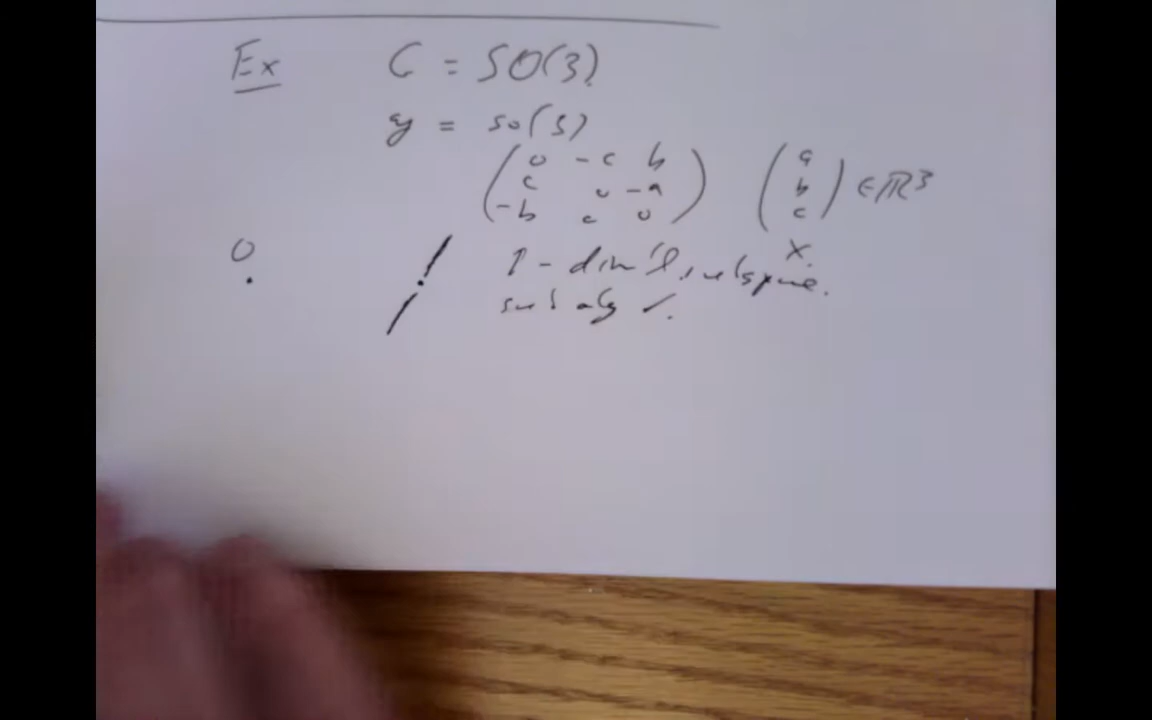 Ex G = SO(3).
𝔤 = so(3)
( 0 -c b ) ( a )
( c 0 -a ) ( b ) ∈ ℝ³
( -b a 0 ) ( c )
0 x.
1-dim'l subspace.
subalg ✓.